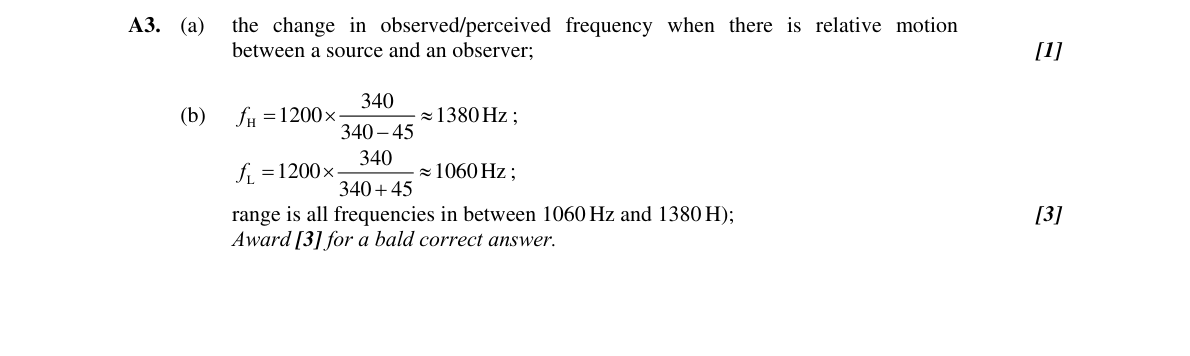 A3. (a) the change in observed/perceived frequency when there is relative motion
between a source and an observer; [1]
(b) f_H = 1200 × 340/(340 − 45) ≈ 1380 Hz ;
f_L = 1200 × 340/(340 + 45) ≈ 1060 Hz ;
range is all frequencies in between 1060 Hz and 1380 H); [3]
Award [3] for a bald correct answer.